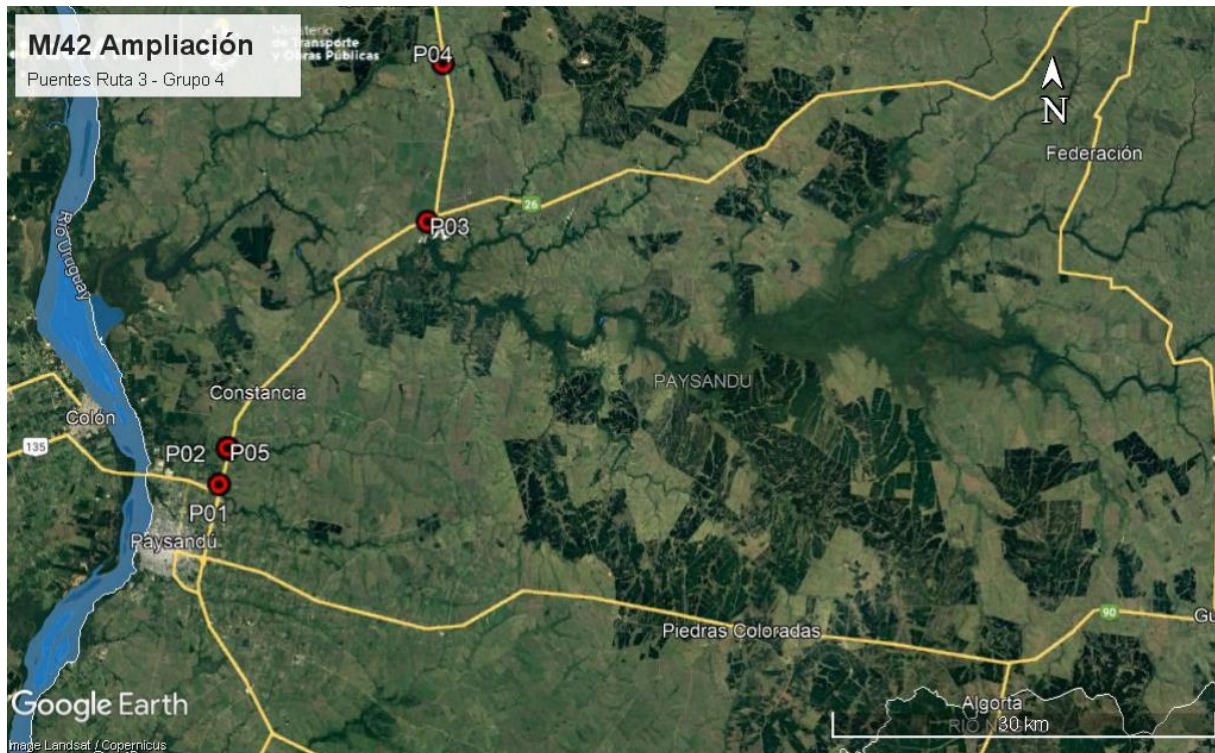 M/42 Ampliación
Puentes Ruta 3 - Grupo 4
Ministerio
de Transporte
y Obras Públicas
P04
N
Federación
26
P03
Río Uruguay
PAYSANDU
Constancia
Colón
135
P02
P05
P01
Paysandú
90
Piedras Coloradas
Gu
Algorta
30 km
Google Earth
Image Landsat / Copernicus